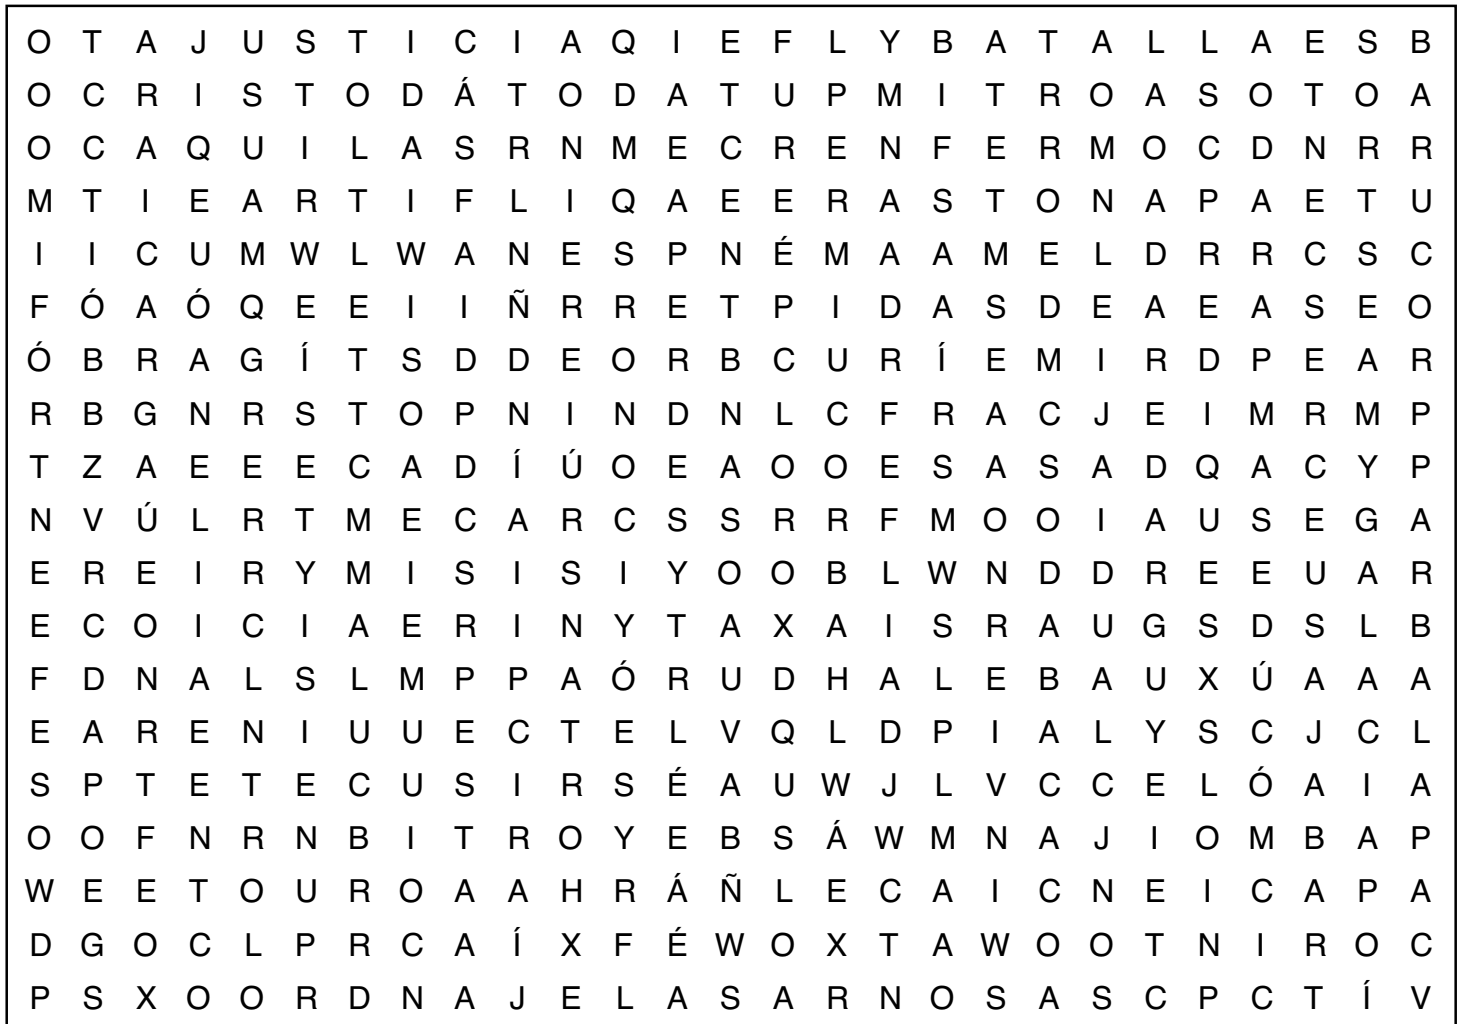 O T A J U S T I C I A Q I E F L Y B A T A L L A E S B
O C R I S T O D Á T O D A T U P M I T R O A S O T O A
O C A Q U I L A S R N M E C R E N F E R M O C D N R R
M T I E A R T I F L I Q A E E R A S T O N A P A E T U
I I C U M W L W A N E S P N É M A A M E L D R R C S C
F Ó A Ó Q E E I I Ñ R R E T P I D A S D E A E A S E O
Ó B R A G Í T S D D E O R B C U R Í E M I R D P E A R
R B G N R S T O P N I N D N L C F R A C J E I M R M P
T Z A E E E C A D Í Ú O E A O O E S A S A D Q A C Y P
N V Ú L R T M E C A R C S S R R F M O O I A U S E G A
E R E I R Y M I S I S I Y O O B L W N D D R E E U A R
E C O I C I A E R I N Y T A X A I S R A U G S D S L B
F D N A L S L M P P A Ó R U D H A L E B A U X Ú A A A
E A R E N I U U E C T E L V Q L D P I A L Y S C J C L
S P T E T E C U S I R S É A U W J L V C C E L Ó A I A
O O F N R N B I T R O Y E B S Á W M N A J I O M B A P
W E E T O U R O A A H R Á Ñ L E C A I C N E I C A P A
D G O C L P R C A Í X F É W O X T A W O O T N I R O C
P S X O O R D N A J E L A S A R N O S A S C P C T Í V